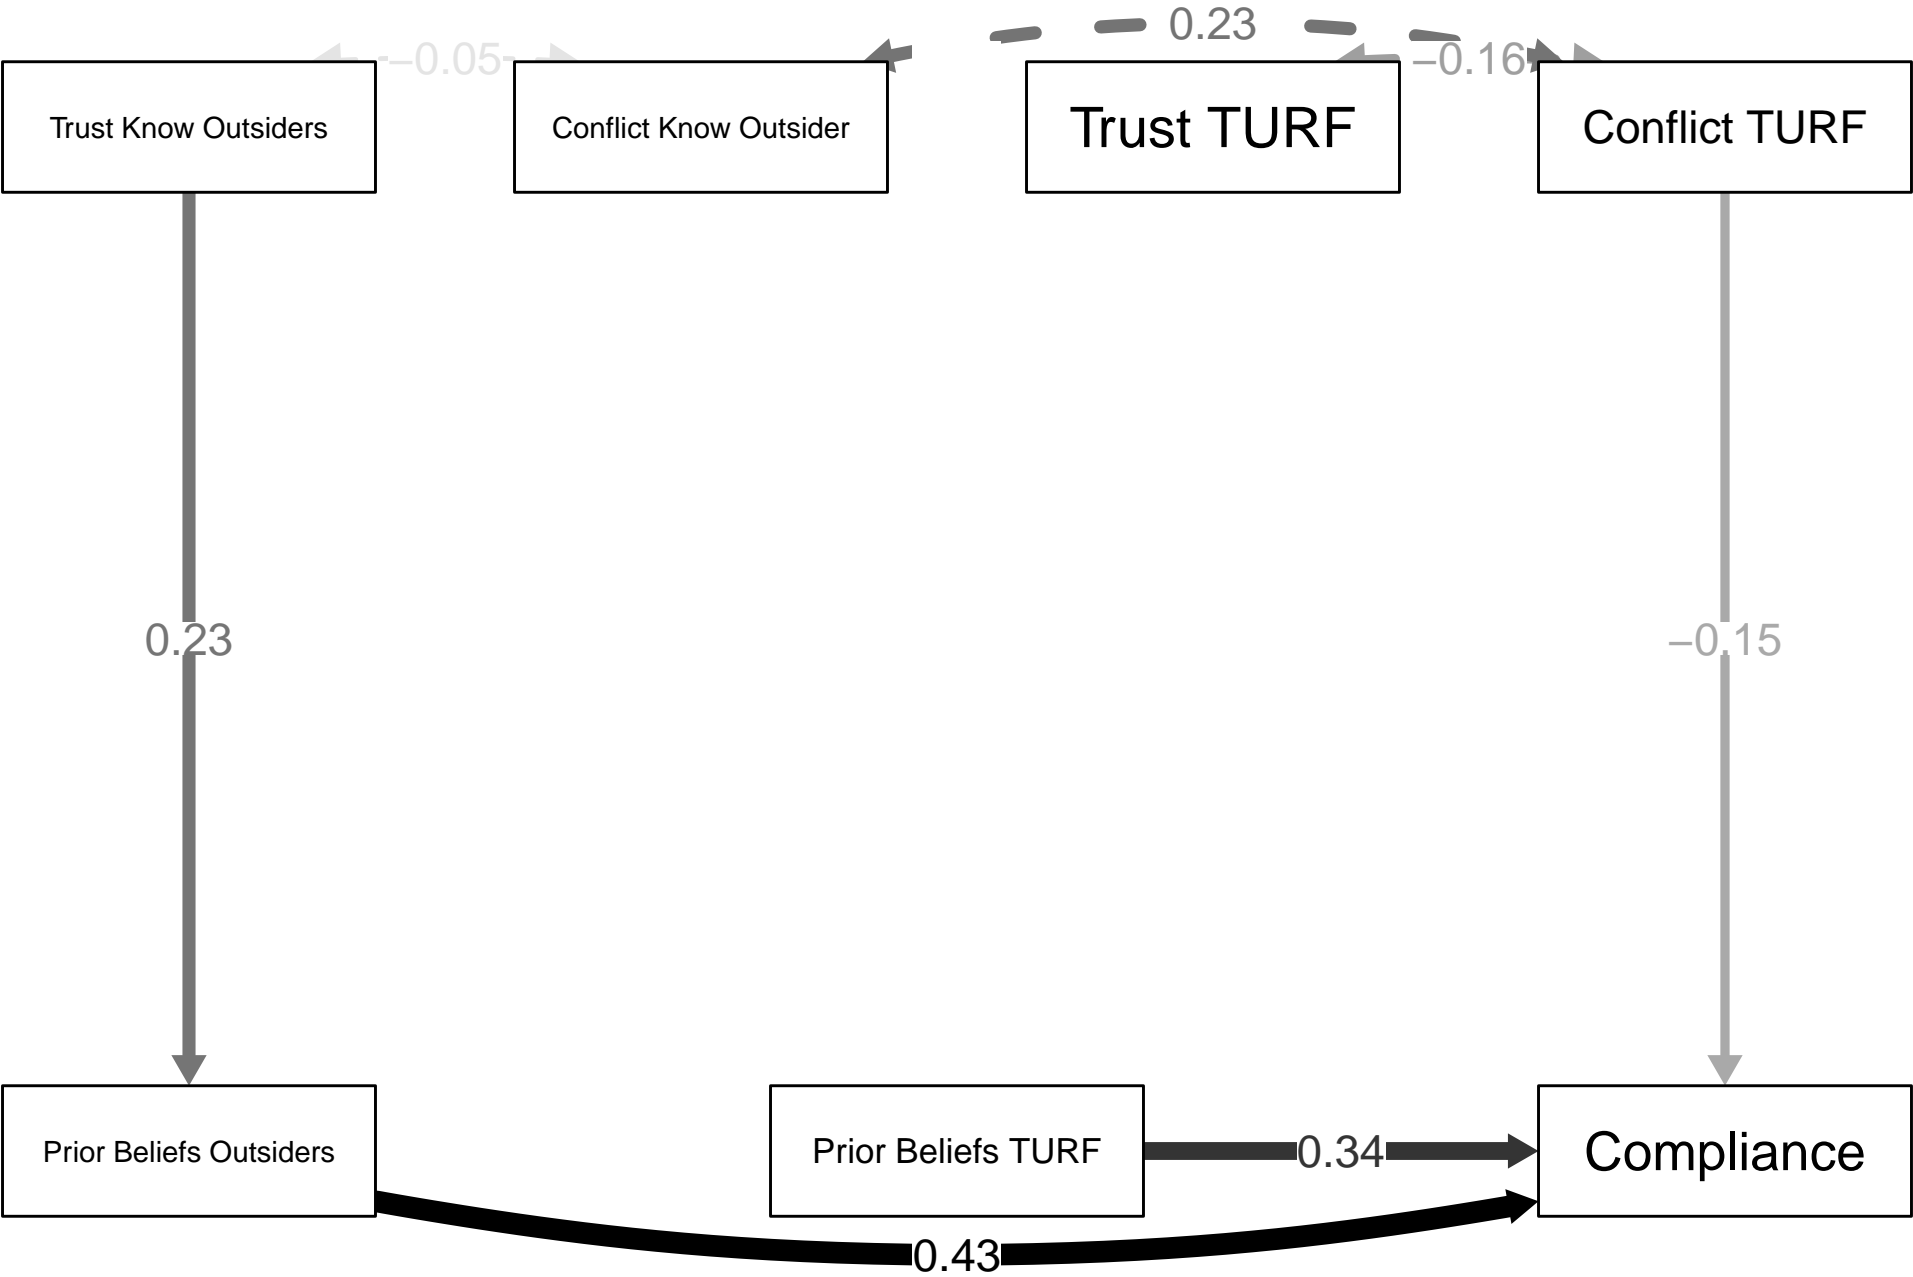 0.23
−0.05
−0.16
Trust Know Outsiders
Conflict Know Outsider
Trust TURF
Conflict TURF
0.23
−0.15
Prior Beliefs Outsiders
Prior Beliefs TURF
0.34
Compliance
0.43